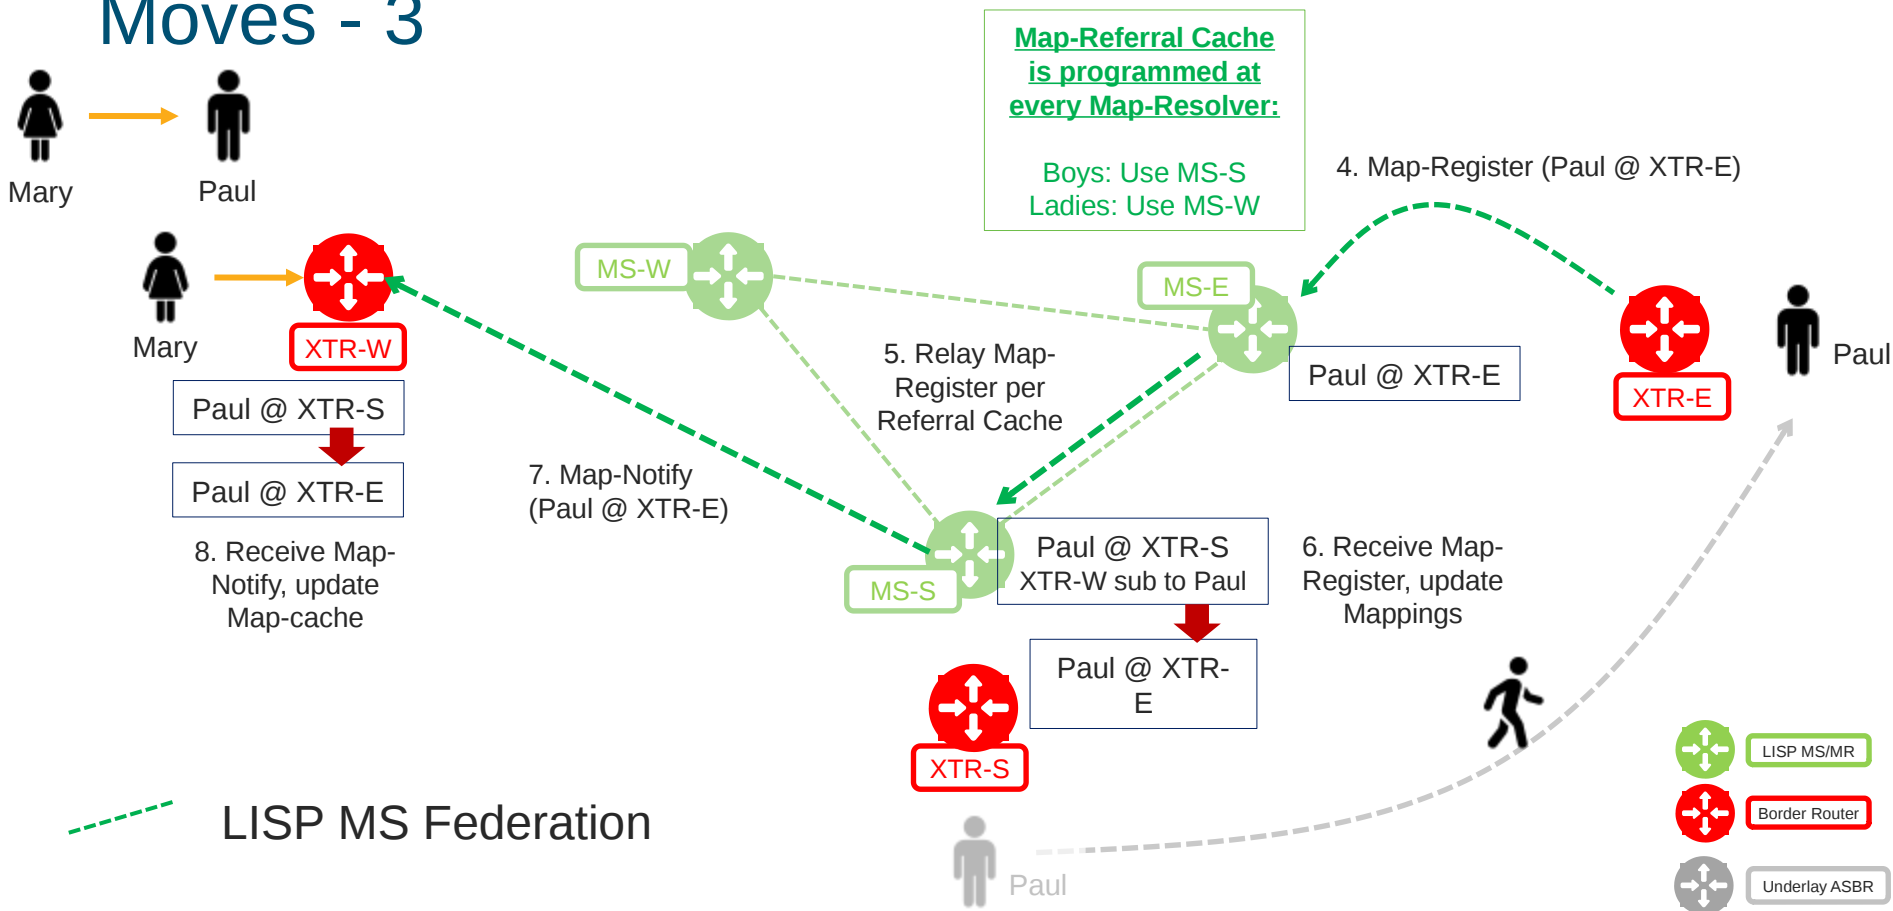 Moves - 3
Map-Referral Cache
is programmed at
every Map-Resolver:
Boys: Use MS-S
Ladies: Use MS-W
4. Map-Register (Paul @ XTR-E)
Mary
Paul
MS-W
MS-E
Mary
XTR-W
5. Relay Map-
Register per
Referral Cache
Paul @ XTR-E
XTR-E
Paul
Paul @ XTR-S
Paul @ XTR-E
7. Map-Notify
(Paul @ XTR-E)
8. Receive Map-
Notify, update
Map-cache
MS-S
Paul @ XTR-S
XTR-W sub to Paul
6. Receive Map-
Register, update
Mappings
Paul @ XTR-
E
XTR-S
LISP MS Federation
Paul
LISP MS/MR
Border Router
Underlay ASBR